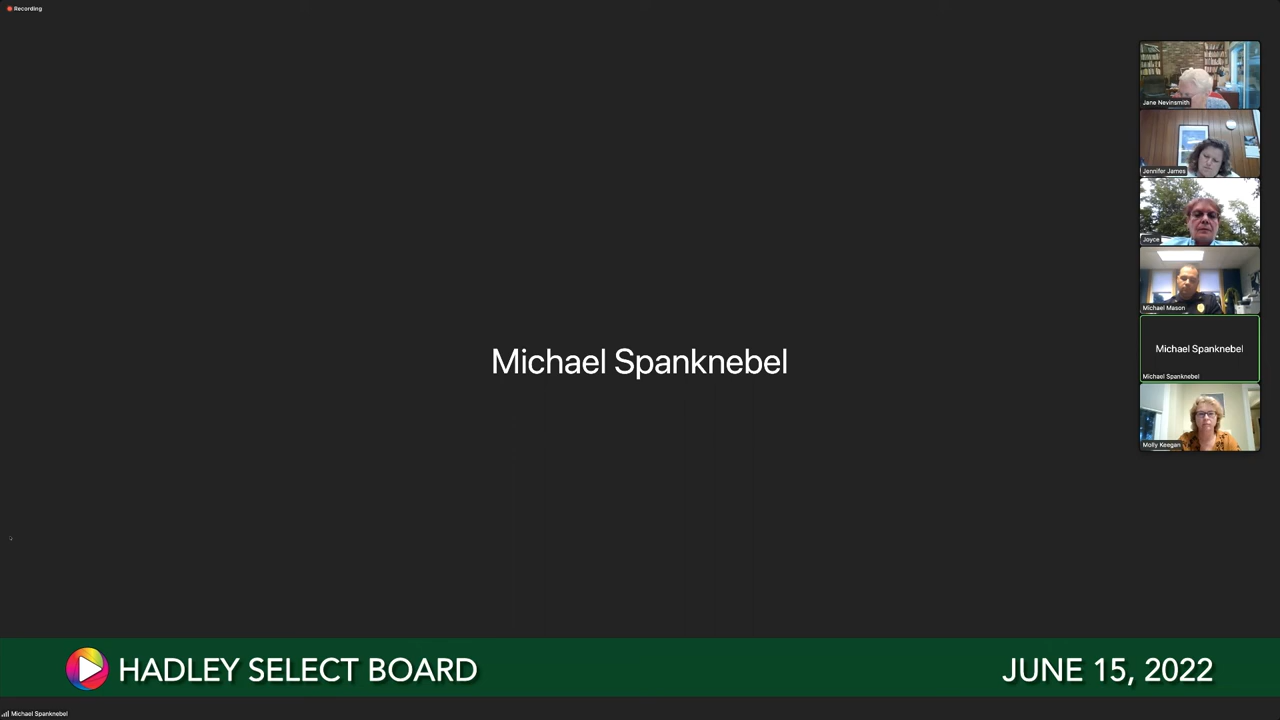 Recording
Jane Nevinsmith
Jennifer James
Joyce
Michael Mason
Michael Spanknebel
Michael Spanknebel
Molly Keegan
Michael Spanknebel
HADLEY SELECT BOARD
JUNE 15, 2022
Michael Spanknebel